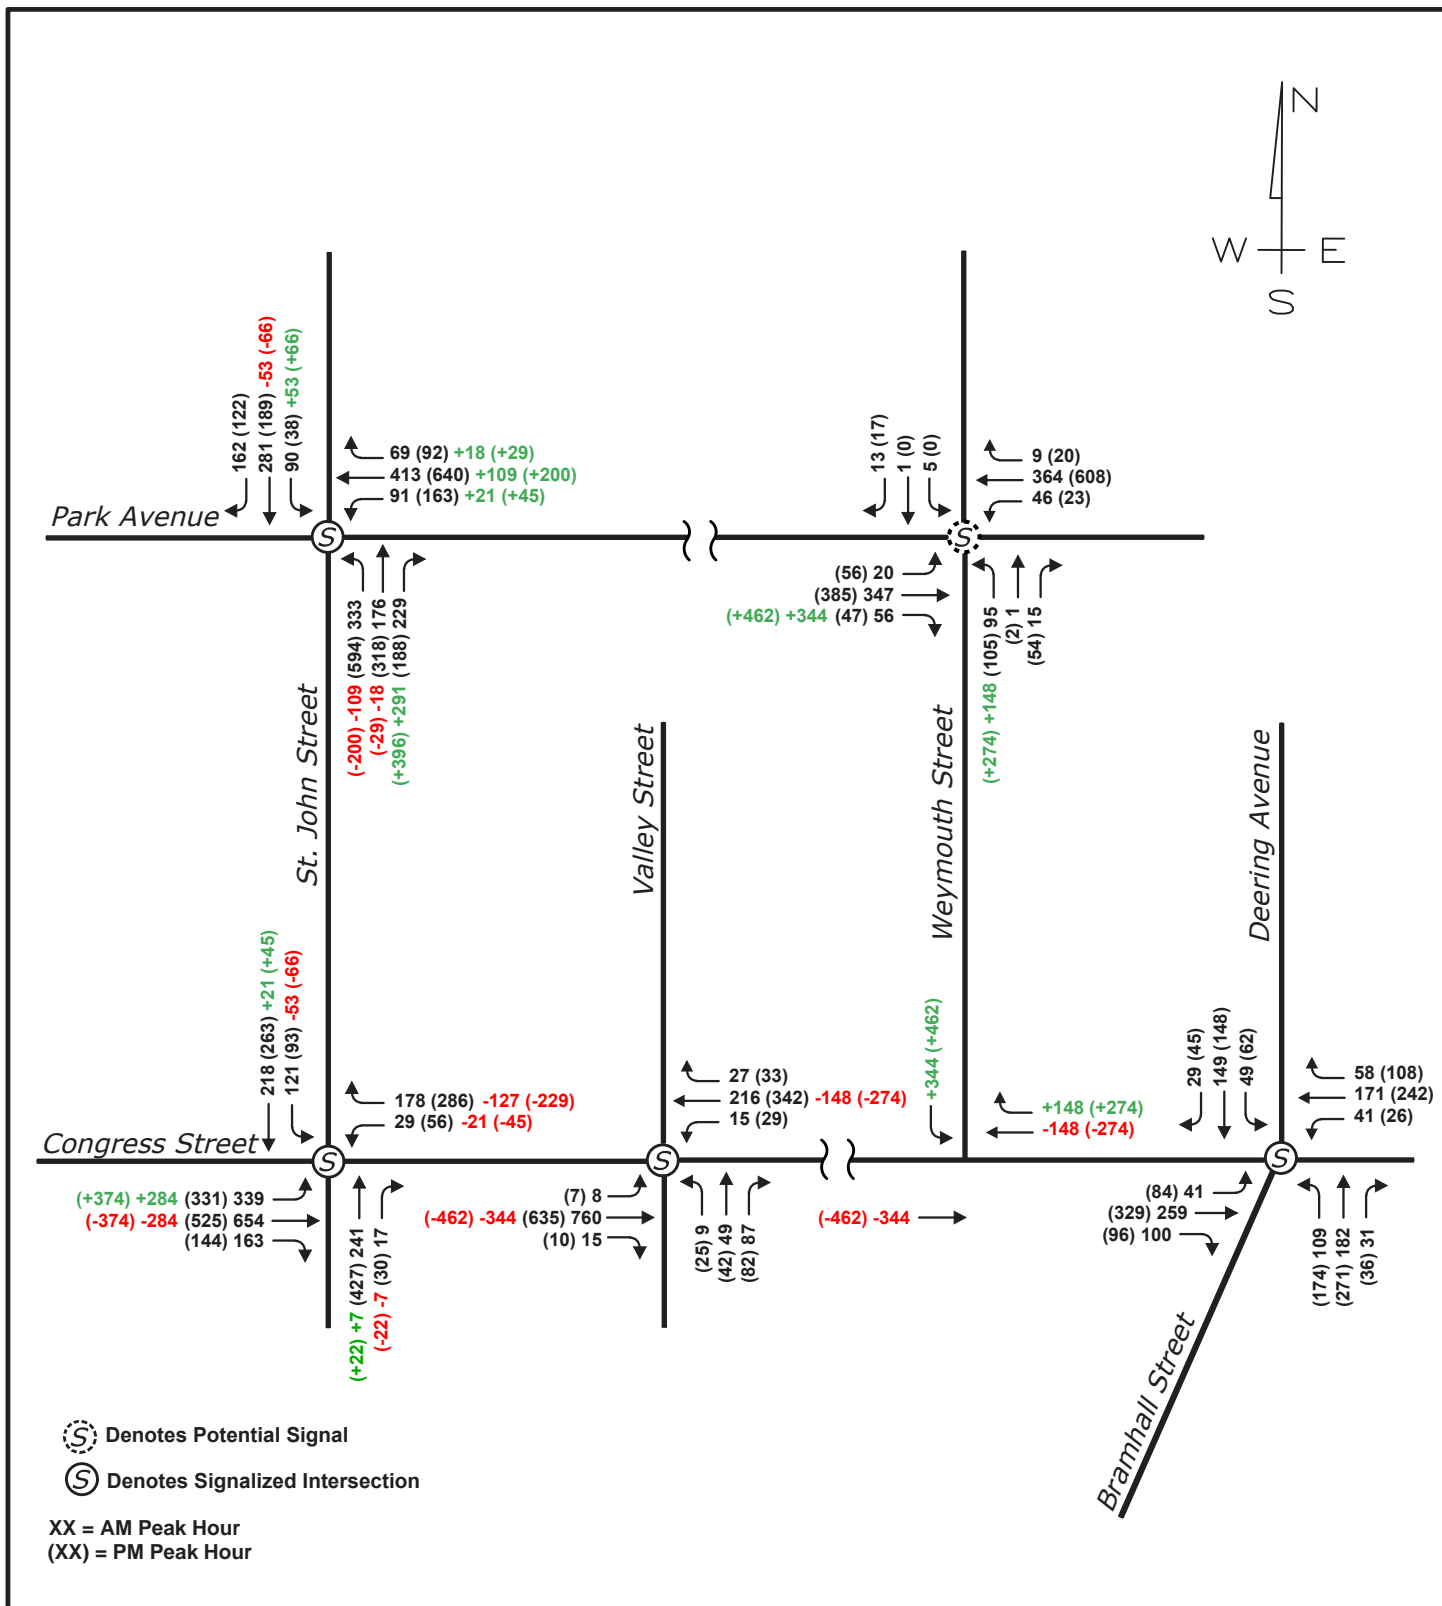 N
W E
S
162 (122)
281 (189) -53 (-66)
90 (38) +53 (+66)
69 (92) +18 (+29)
413 (640) +109 (+200)
91 (163) +21 (+45)
13 (17)
1 (0)
5 (0)
9 (20)
364 (608)
46 (23)
Park Avenue
S
S
(-200) -109 (594) 333
(-29) -18 (318) 176
(+396) +291 (188) 229
(56) 20
(385) 347
(+462) +344 (47) 56
(+274) +148 (105) 95
(2) 1
(54) 15
St. John Street
Valley Street
Weymouth Street
Deering Avenue
218 (263) +21 (+45)
121 (93) -53 (-66)
178 (286) -127 (-229)
29 (56) -21 (-45)
27 (33)
216 (342) -148 (-274)
15 (29)
+344 (+462)
+148 (+274)
-148 (-274)
29 (45)
149 (148)
49 (62)
58 (108)
171 (242)
41 (26)
Congress Street
S
S
S
(+374) +284 (331) 339
(-374) -284 (525) 654
(144) 163
(+22) +7 (427) 241
(-22) -7 (30) 17
(7) 8
(-462) -344 (635) 760
(10) 15
(25) 9
(42) 49
(82) 87
(-462) -344
(84) 41
(329) 259
(96) 100
(174) 109
(271) 182
(36) 31
Bramhall Street
S Denotes Potential Signal
S Denotes Signalized Intersection
XX = AM Peak Hour
(XX) = PM Peak Hour